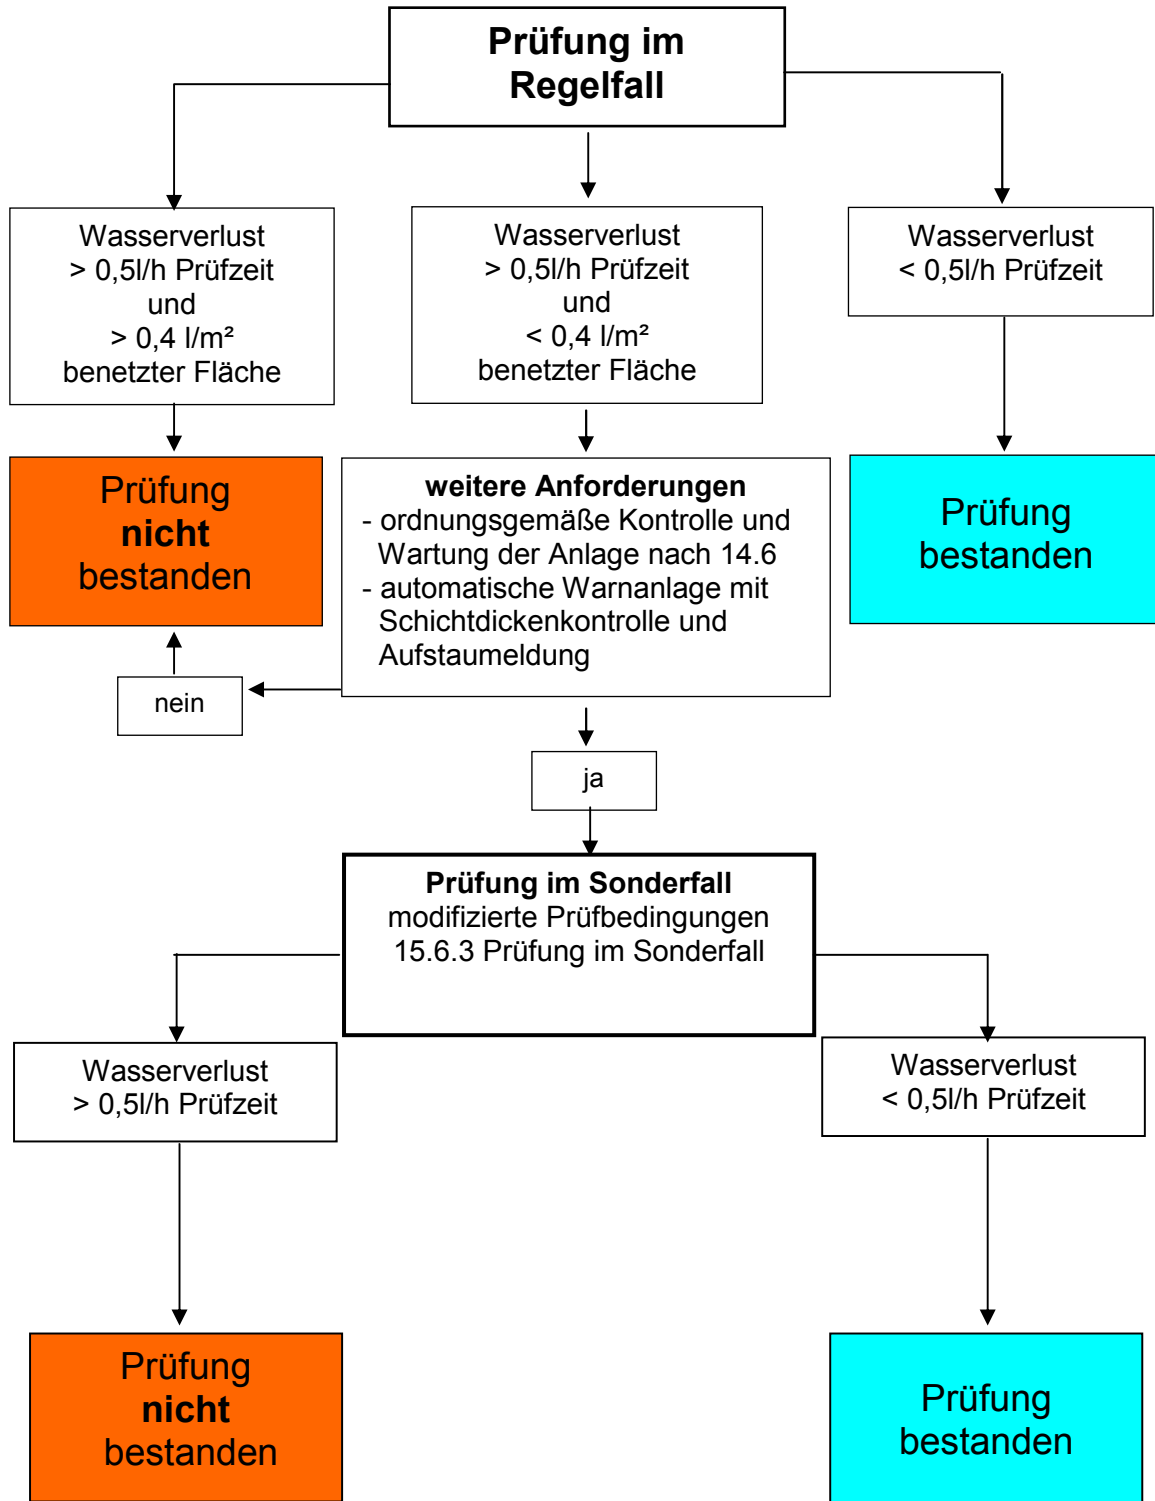 Prüfung im
Regelfall
Wasserverlust
> 0,5l/h Prüfzeit
und
> 0,4 l/m²
benetzter Fläche
Wasserverlust
> 0,5l/h Prüfzeit
und
< 0,4 l/m²
benetzter Fläche
Wasserverlust
< 0,5l/h Prüfzeit
Prüfung
nicht
bestanden
weitere Anforderungen
- ordnungsgemäße Kontrolle und
Wartung der Anlage nach 14.6
- automatische Warnanlage mit
Schichtdickenkontrolle und
Aufstaumeldung
Prüfung
bestanden
nein
ja
Prüfung im Sonderfall
modifizierte Prüfbedingungen
15.6.3 Prüfung im Sonderfall
Wasserverlust
> 0,5l/h Prüfzeit
Wasserverlust
< 0,5l/h Prüfzeit
Prüfung
nicht
bestanden
Prüfung
bestanden